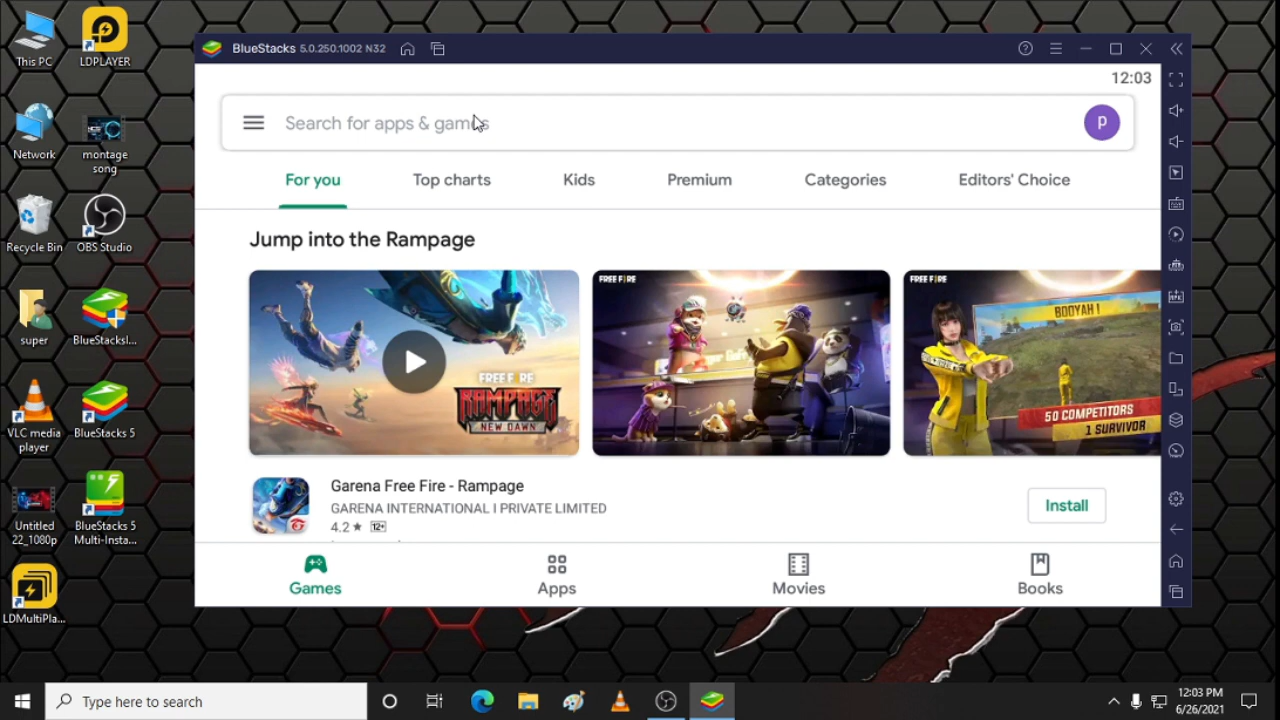 This PC
LDPLAYER
Network
montage
song
Recycle Bin
OBS Studio
super
BlueStacksI...
VLC media
player
BlueStacks 5
Untitled
22_1080p
BlueStacks 5
Multi-Insta...
LDMultiPla...
BlueStacks 5.0.250.1002 N32
12:03
Search for apps & games
P
For you
Top charts
Kids
Premium
Categories
Editors' Choice
Jump into the Rampage
FREE FIRE
RAMPAGE
NEW DAWN
FREE FIRE
FREE FIRE
BOOYAH !
50 COMPETITORS
1 SURVIVOR
Garena Free Fire - Rampage
GARENA INTERNATIONAL I PRIVATE LIMITED
4.2 ★ 12+
Install
Games
Apps
Movies
Books
Type here to search
12:03 PM
6/26/2021